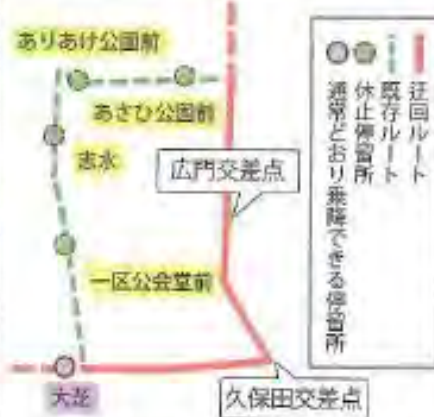 ありあけ公園前
あさひ公園前
志水
広門交差点
一区公会堂前
大花
久保田交差点
迂回ルート
既存ルート
休止停留所
通常どおり乗降できる停留所